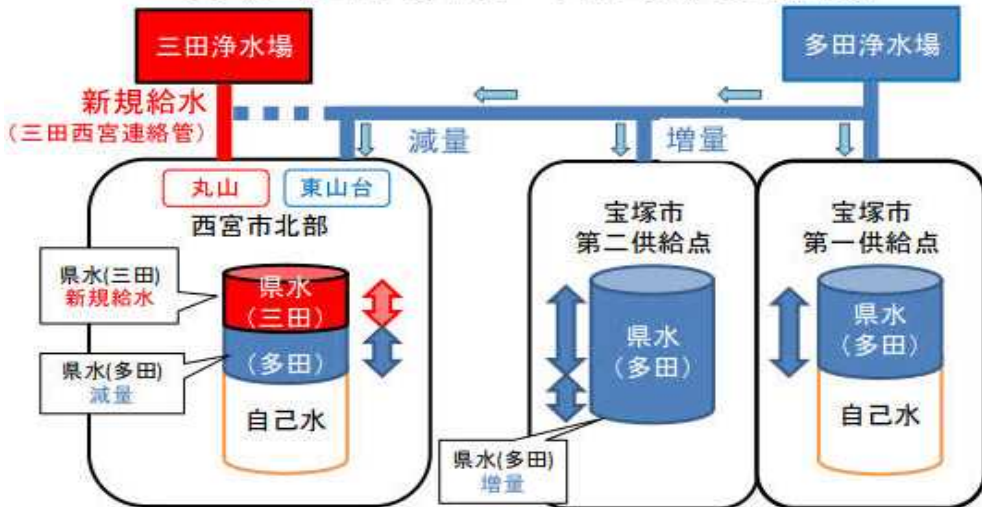 三田浄水場
多田浄水場
新規給水
(三田西宮連絡管)
減量
増量
丸山
東山台
西宮市北部
宝塚市
第二供給点
宝塚市
第一供給点
県水(三田)
新規給水
県水
(三田)
(多田)
自己水
県水(多田)
減量
県水
(多田)
県水(多田)
増量
県水
(多田)
自己水